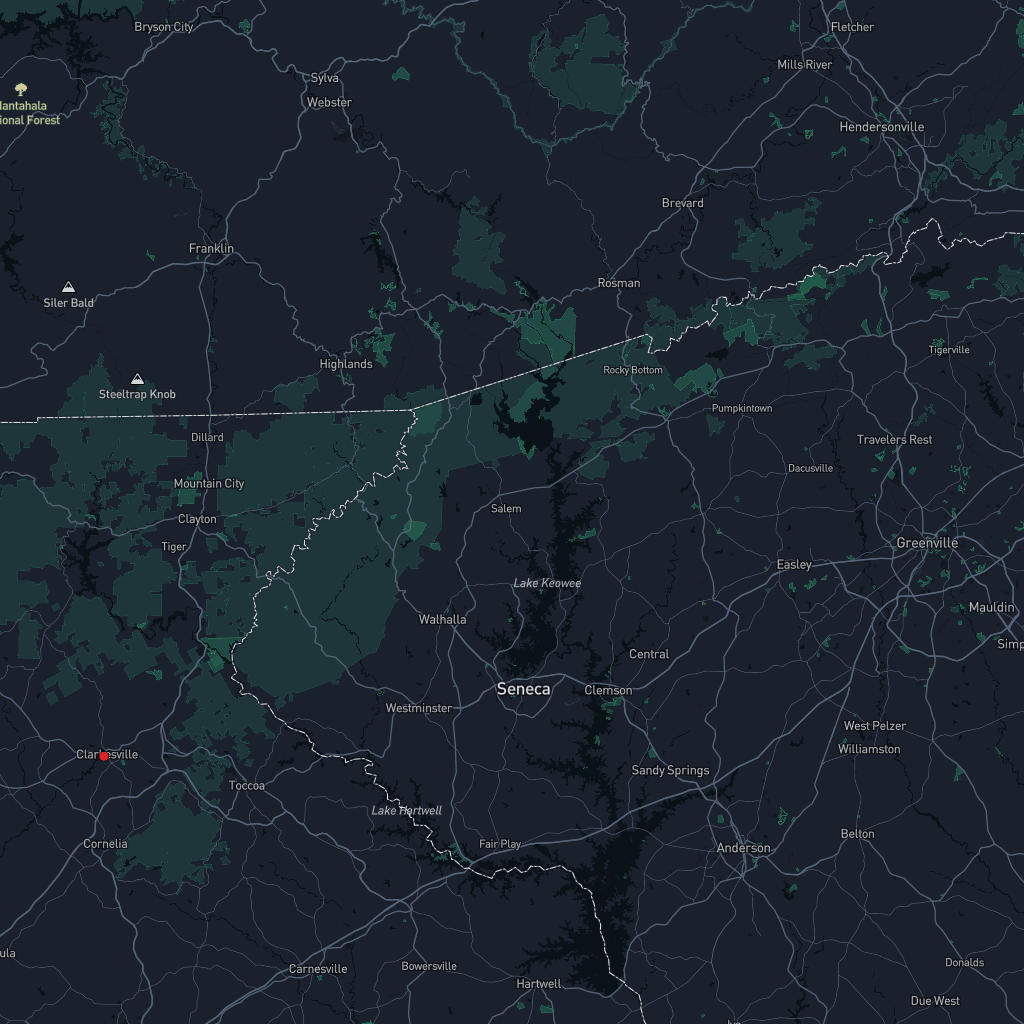 Bryson City
Fletcher
Mills River
Sylva
Webster
Hendersonville
Brevard
Franklin
Rosman
Siler Bald
Highlands
Rocky Bottom
Tigerville
Steeltrap Knob
Pumpkintown
Dillard
Travelers Rest
Dacusville
Mountain City
Salem
Clayton
Tiger
Greenville
Easley
Lake Keowee
Mauldin
Walhalla
Central
Seneca
Clemson
Westminster
West Pelzer
Williamston
Clarkesville
Sandy Springs
Toccoa
Lake Hartwell
Belton
Cornelia
Fair Play
Anderson
Carnesville
Bowersville
Donalds
Hartwell
Due West